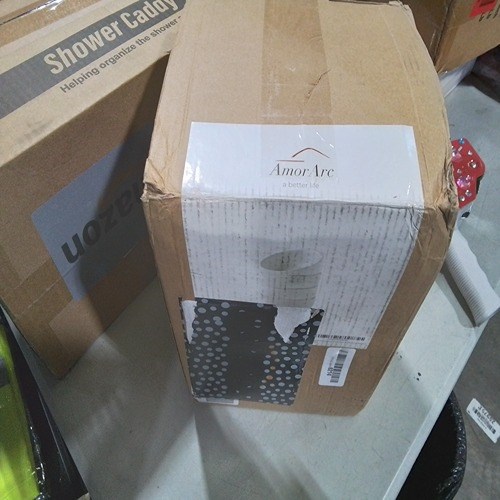 Shower Caddy
Helping organize the shower
amazon
AmorArc
a better life